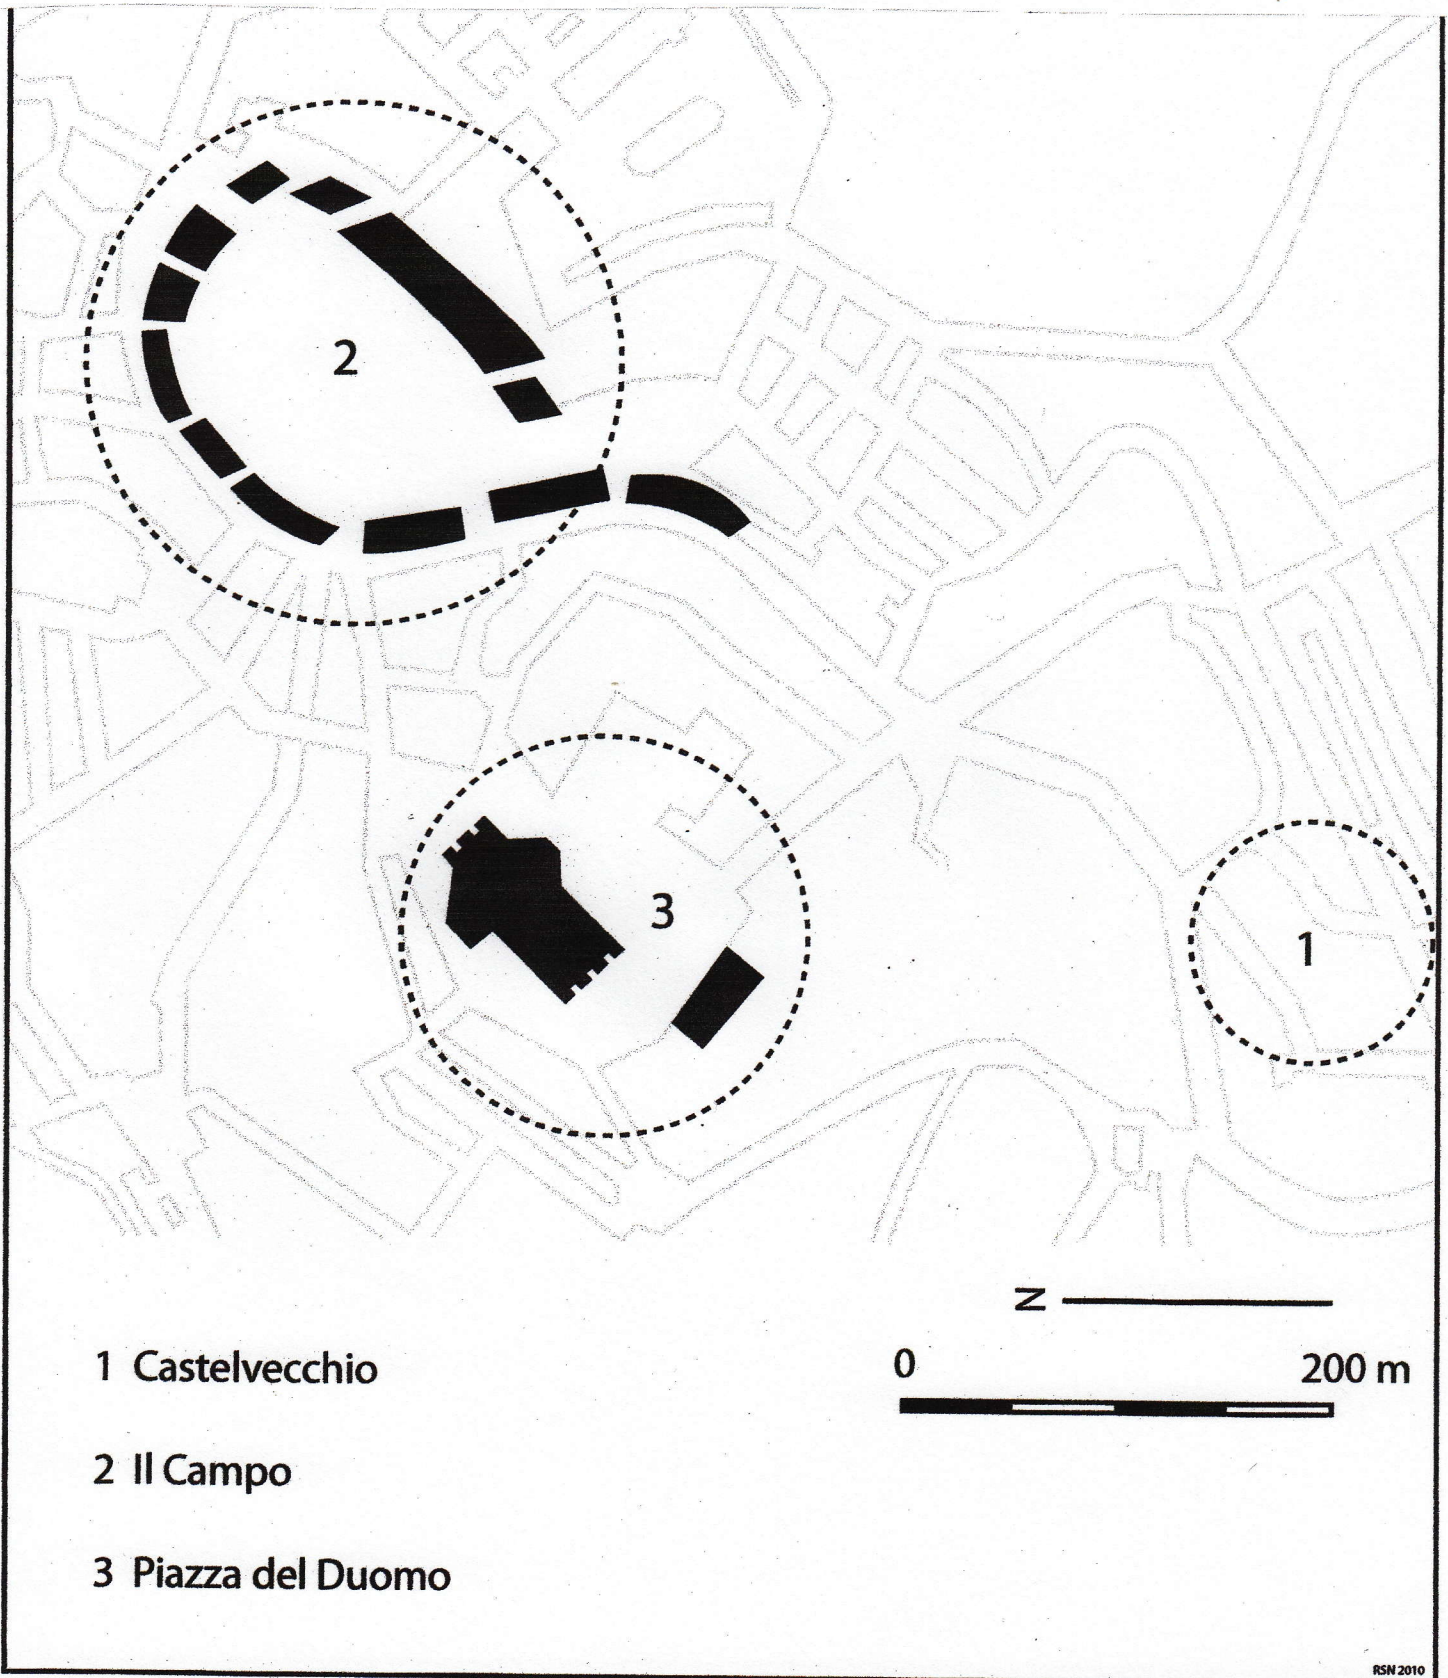 2
3
1
N
0 200 m
1 Castelvecchio
2 Il Campo
3 Piazza del Duomo
RSN 2010